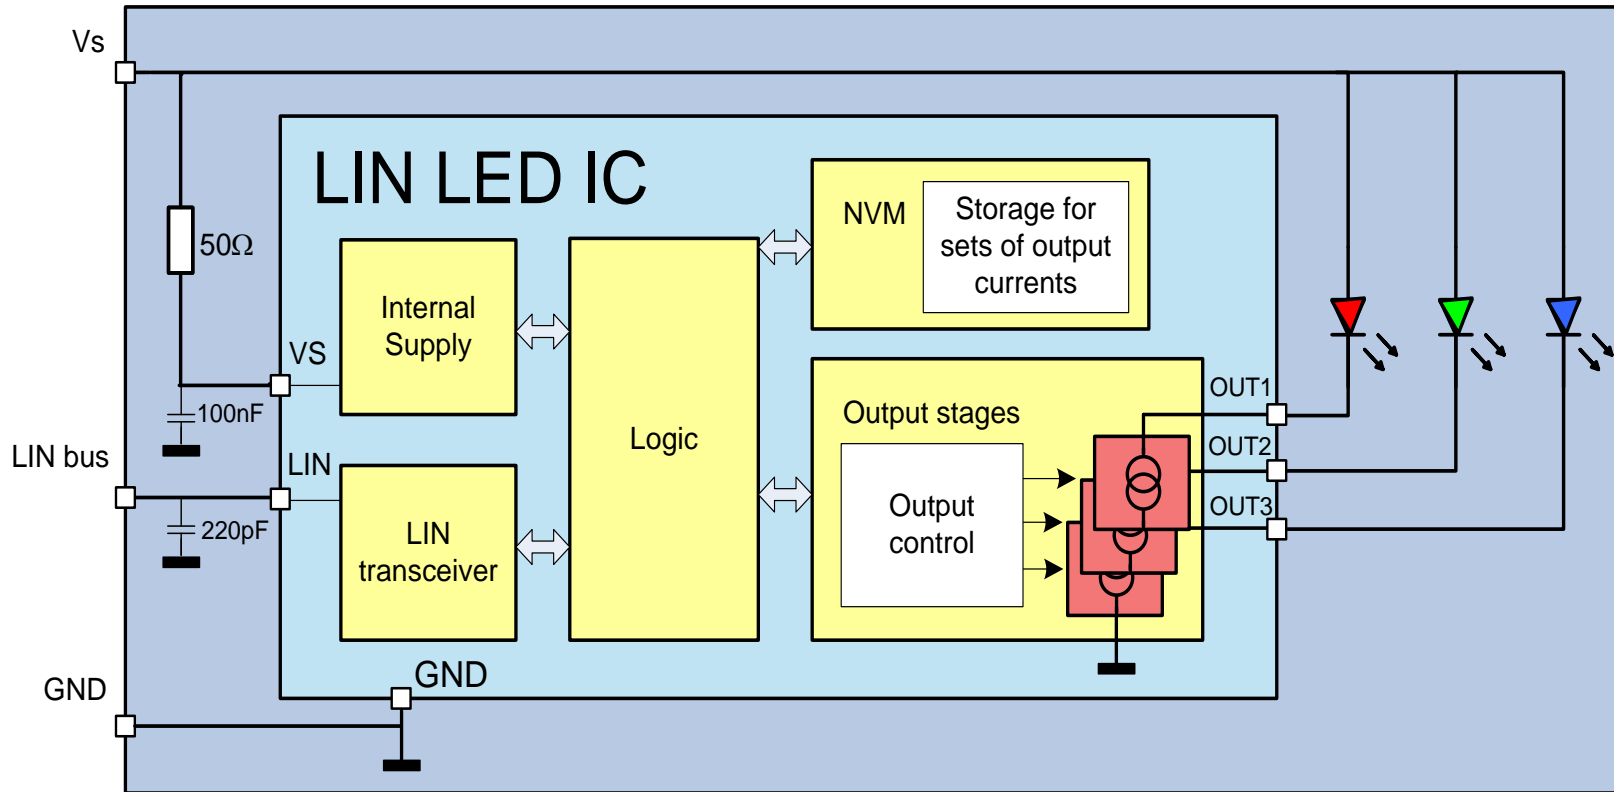 Vs
LIN LED IC
NVM
Storage for
sets of output
currents
50Ω
Internal
Supply
VS
100nF
OUT1
Output stages
Logic
OUT2
LIN bus
LIN
OUT3
220pF
LIN
transceiver
Output
control
GND
GND